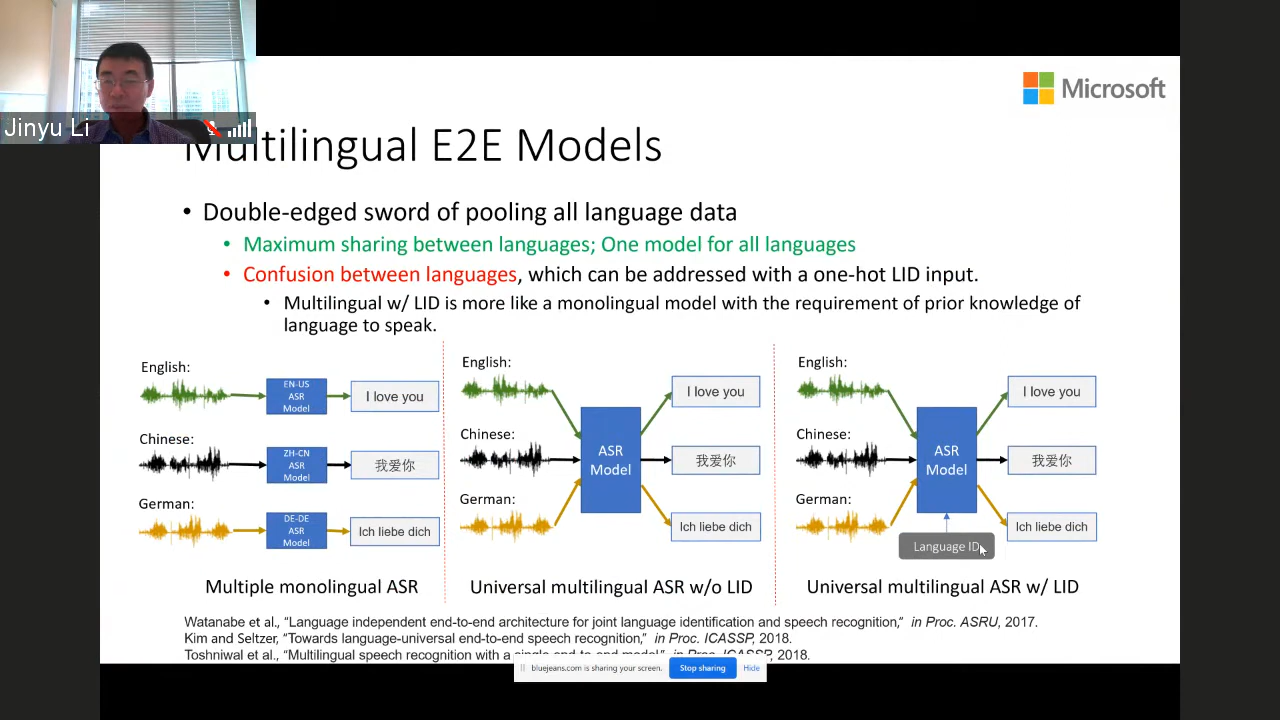 Jinyu Li
Microsoft
Multilingual E2E Models
• Double-edged sword of pooling all language data
• Maximum sharing between languages; One model for all languages
• Confusion between languages, which can be addressed with a one-hot LID input.
• Multilingual w/ LID is more like a monolingual model with the requirement of prior knowledge of
language to speak.
English:
EN-US
ASR
Model
I love you
Chinese:
ZH-CN
ASR
Model
我爱你
German:
DE-DE
ASR
Model
Ich liebe dich
Multiple monolingual ASR
English:
Chinese:
German:
ASR
Model
I love you
我爱你
Ich liebe dich
Universal multilingual ASR w/o LID
English:
Chinese:
German:
ASR
Model
Language ID
I love you
我爱你
Ich liebe dich
Universal multilingual ASR w/ LID
Watanabe et al., “Language independent end-to-end architecture for joint language identification and speech recognition,” in Proc. ASRU, 2017.
Kim and Seltzer, “Towards language-universal end-to-end speech recognition,” in Proc. ICASSP, 2018.
Toshniwal et al., “Multilingual speech recognition with a single end-to-end model,” in Proc. ICASSP, 2018.
bluejeans.com is sharing your screen.
Stop sharing
Hide